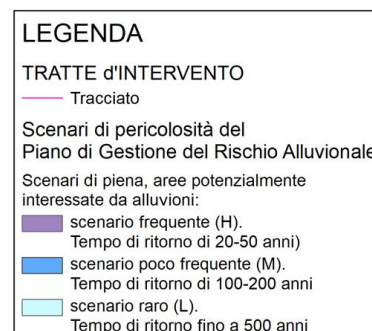 LEGENDA
TRATTE d'INTERVENTO
Tracciato
Scenari di pericolosità del
Piano di Gestione del Rischio Alluvionale
Scenari di piena, aree potenzialmente
interessate da alluvioni:
scenario frequente (H).
Tempo di ritorno di 20-50 anni)
scenario poco frequente (M).
Tempo di ritorno di 100-200 anni
scenario raro (L).
Tempo di ritorno fino a 500 anni